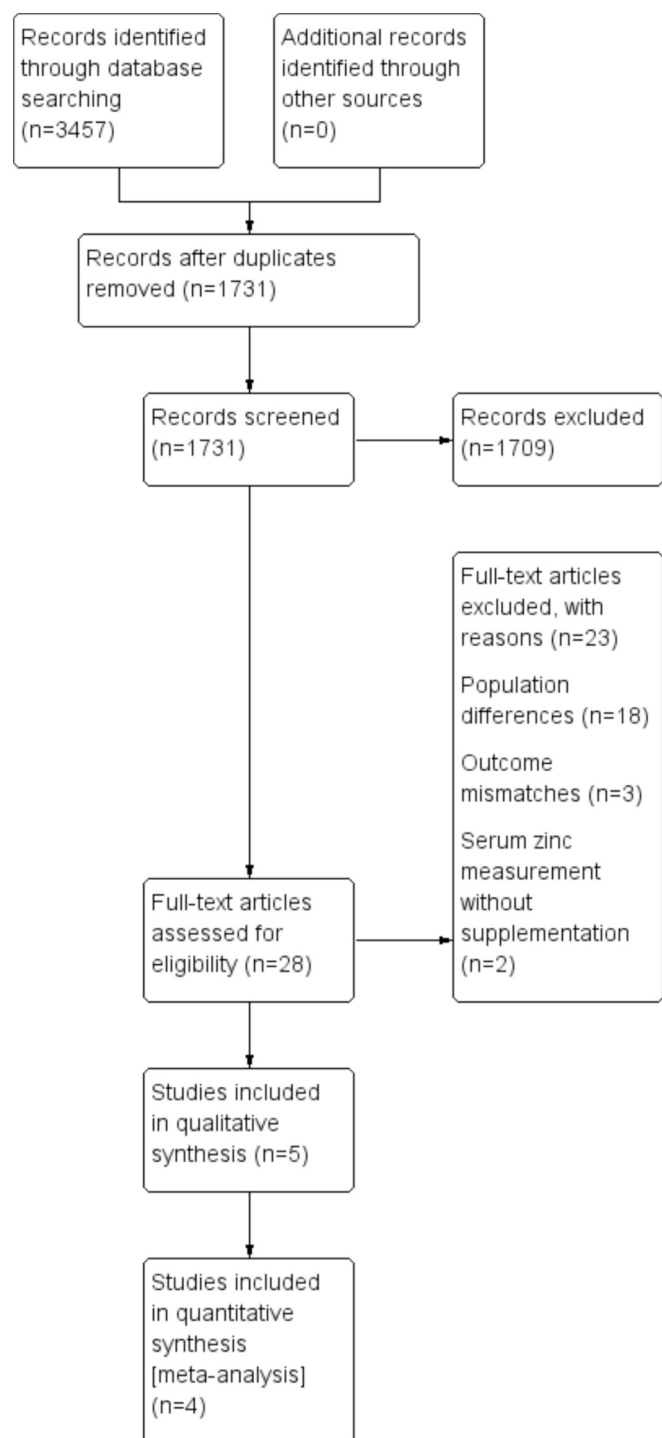 Records identified
through database
searching
(n=3457)
Additional records
identified through
other sources
(n=0)
Records after duplicates
removed (n=1731)
Records screened
(n=1731)
Records excluded
(n=1709)
Full-text articles
excluded, with
reasons (n=23)
Population
differences (n=18)
Outcome
mismatches (n=3)
Serum zinc
measurement
without
supplementation
(n=2)
Full-text articles
assessed for
eligibility (n=28)
Studies included
in qualitative
synthesis (n=5)
Studies included
in quantitative
synthesis
[meta-analysis]
(n=4)